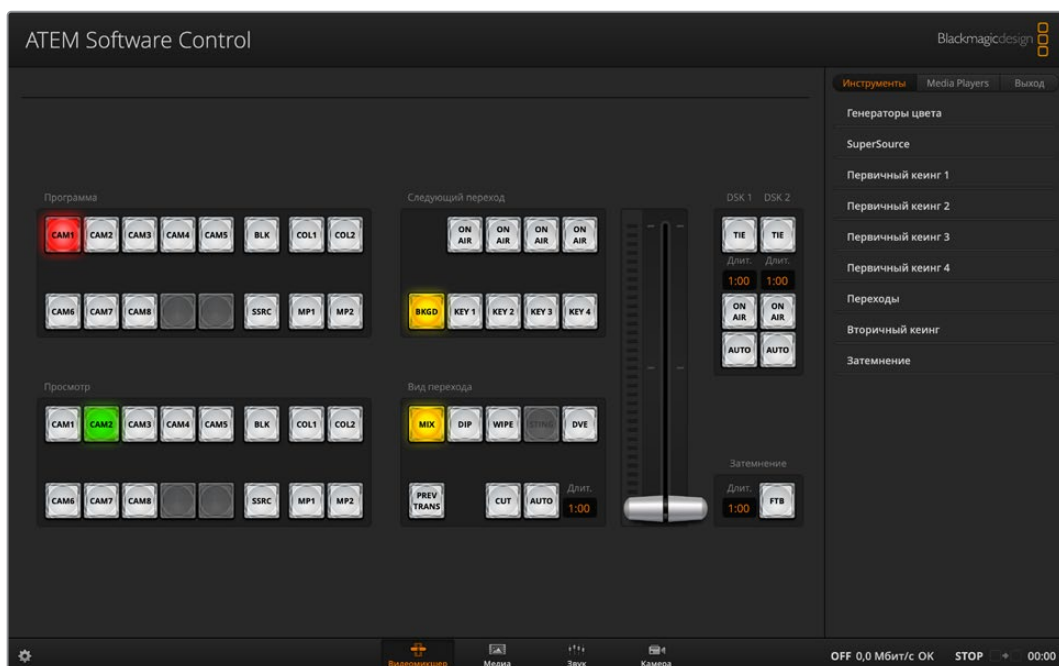 ATEM Software Control
Blackmagicdesign
Инструменты Media Players Выход
Генераторы цвета
SuperSource
Первичный кеинг 1
Первичный кеинг 2
Первичный кеинг 3
Первичный кеинг 4
Переходы
Вторичный кеинг
Затемнение
Программа
CAM1 CAM2 CAM3 CAM4 CAM5 BLK COL1 COL2
CAM6 CAM7 CAM8 SSRC MP1 MP2
Просмотр
CAM1 CAM2 CAM3 CAM4 CAM5 BLK COL1 COL2
CAM6 CAM7 CAM8 SSRC MP1 MP2
Следующий переход
ON AIR ON AIR ON AIR ON AIR
BKGD KEY 1 KEY 2 KEY 3 KEY 4
Вид перехода
MIX DIP WIPE STING DVE
Длит.
PREV TRANS CUT AUTO 1:00
DSK 1 DSK 2
TIE TIE
Длит. Длит.
1:00 1:00
ON AIR ON AIR
AUTO AUTO
Затемнение
Длит.
1:00 FTB
Видеомикшер Медиа Звук Камера
OFF 0,0 Мбит/с OK STOP 00:00